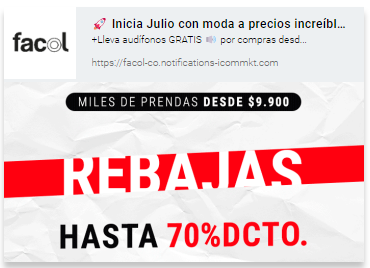 facol
🚀 Inicia Julio con moda a precios increíbl...
+Lleva audífonos GRATIS 🔊 por compras desd...
https://facol-co.notifications-icommkt.com
MILES DE PRENDAS DESDE $9.900
REBAJAS
HASTA 70%DCTO.